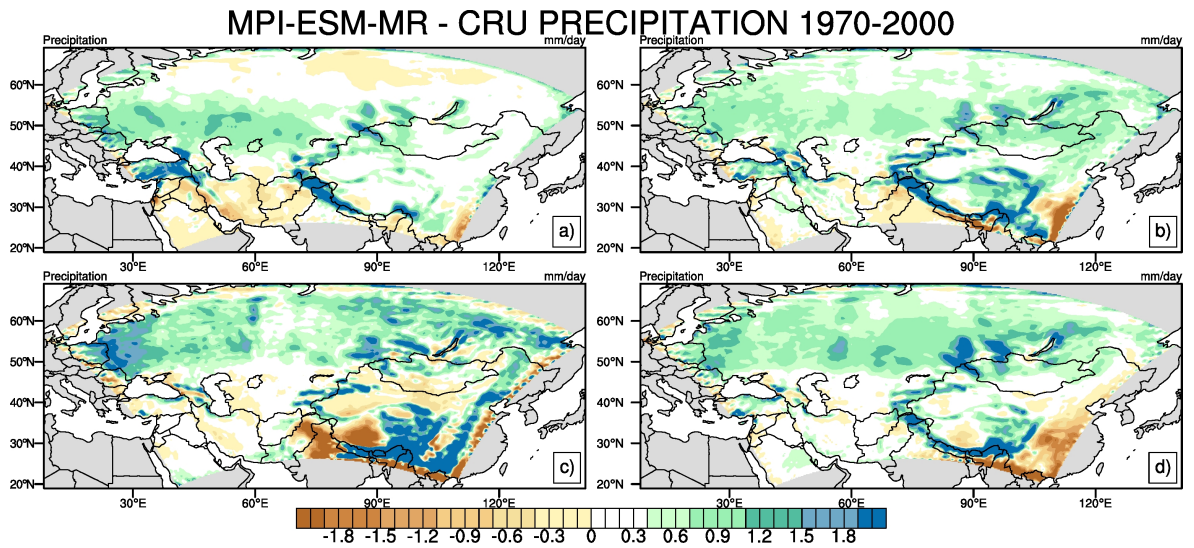 MPI-ESM-MR - CRU PRECIPITATION 1970-2000
Precipitation mm/day Precipitation mm/day
60°N 60°N
50°N 50°N
40°N 40°N
30°N 30°N
20°N a) 20°N b)
30°E 60°E 90°E 120°E 30°E 60°E 90°E 120°E
Precipitation mm/day Precipitation mm/day
60°N 60°N
50°N 50°N
40°N 40°N
30°N 30°N
20°N c) 20°N d)
30°E 60°E 90°E 120°E 30°E 60°E 90°E 120°E
-1.8 -1.5 -1.2 -0.9 -0.6 -0.3 0 0.3 0.6 0.9 1.2 1.5 1.8